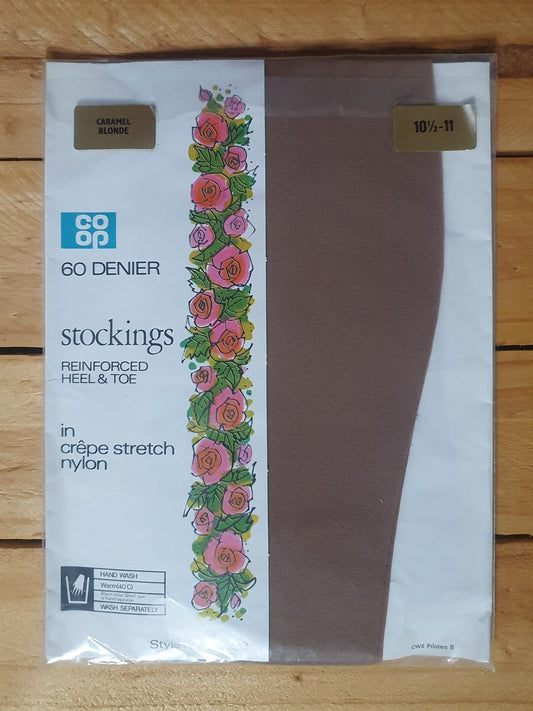 CARAMEL
BLONDE
10½-11
CO
OP
60 DENIER
stockings
REINFORCED
HEEL & TOE
in
crêpe stretch
nylon
HAND WASH
Warm (40 C)
WASH SEPARATELY
Style
CWS Printers B